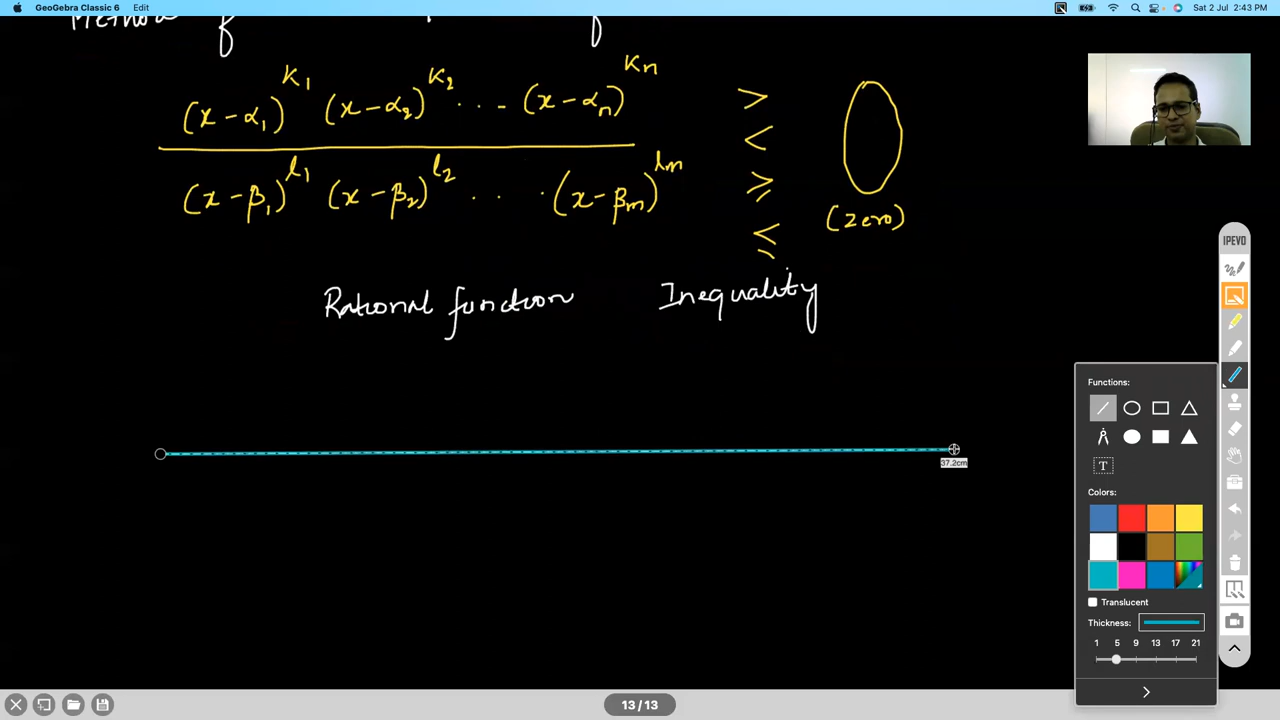 GeoGebra Classic 6 Edit Sat 2 Jul 2:43 PM
Method of
(x-α₁)^K₁ (x-α₂)^K₂ ... (x-αₙ)^Kₙ
(x-β₁)^l₁ (x-β₂)^l₂ .... (x-βₘ)^lₘ
>
<
≥
≤
(Zero)
Rational function Inequality
37.2cm
IPEVO
Functions:
T
Colors:
Translucent
Thickness:
1 5 9 13 17 21
13 / 13